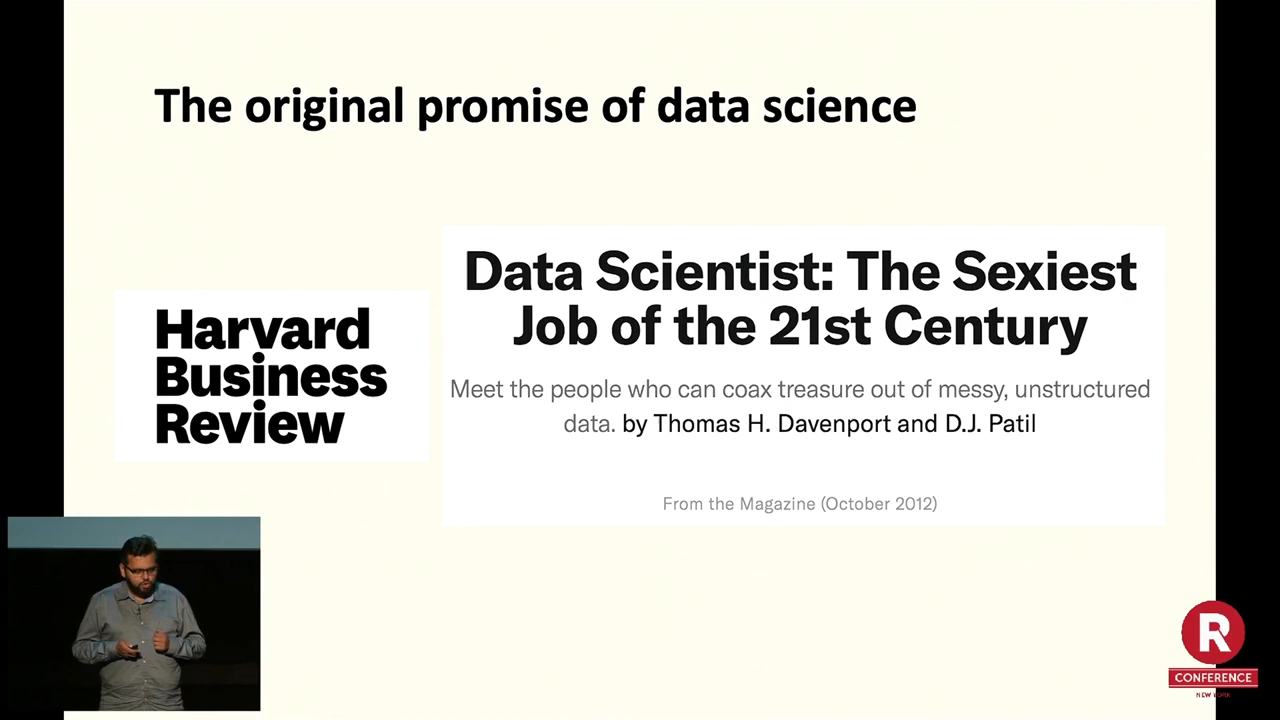 The original promise of data science
Harvard
Business
Review
Data Scientist: The Sexiest
Job of the 21st Century
Meet the people who can coax treasure out of messy, unstructured
data. by Thomas H. Davenport and D.J. Patil
From the Magazine (October 2012)
R
CONFERENCE
NEW YORK